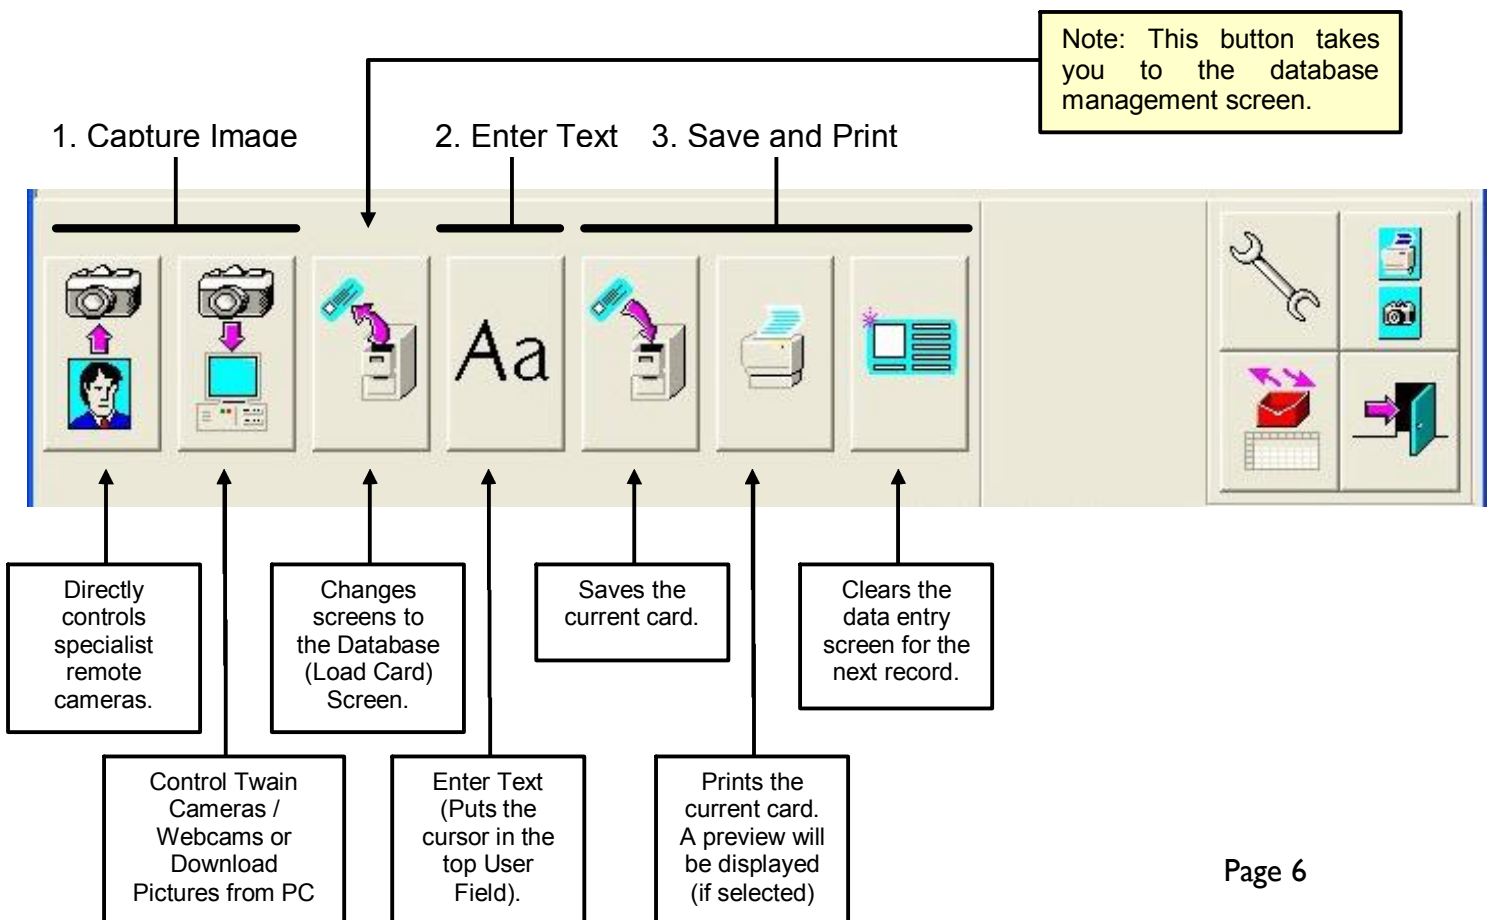 Note: This button takes
you to the database
management screen.
1. Capture Image
2. Enter Text
3. Save and Print
Aa
Directly
controls
specialist
remote
cameras.
Changes
screens to
the Database
(Load Card)
Screen.
Saves the
current card.
Clears the
data entry
screen for the
next record.
Control Twain
Cameras /
Webcams or
Download
Pictures from PC
Enter Text
(Puts the
cursor in the
top User
Field).
Prints the
current card.
A preview will
be displayed
(if selected)
Page 6